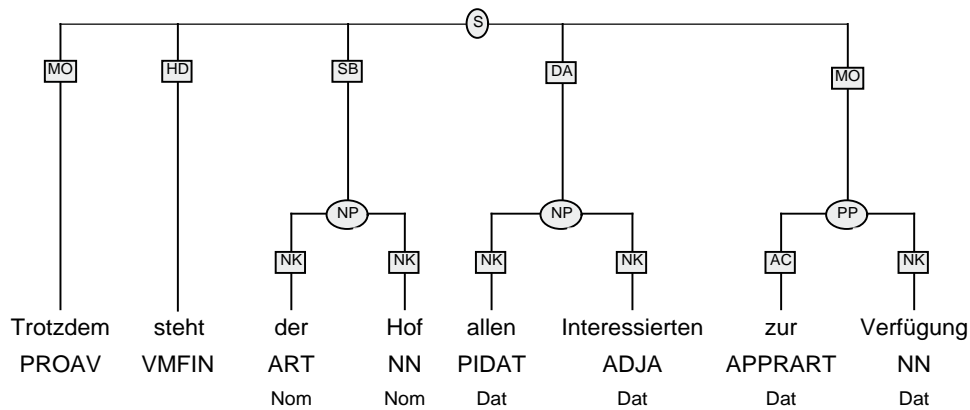 S
MO HD SB DA MO
NP NP PP
NK NK NK NK AC NK
Trotzdem steht der Hof allen Interessierten zur Verfügung
PROAV VMFIN ART NN PIDAT ADJA APPRART NN
Nom Nom Dat Dat Dat Dat